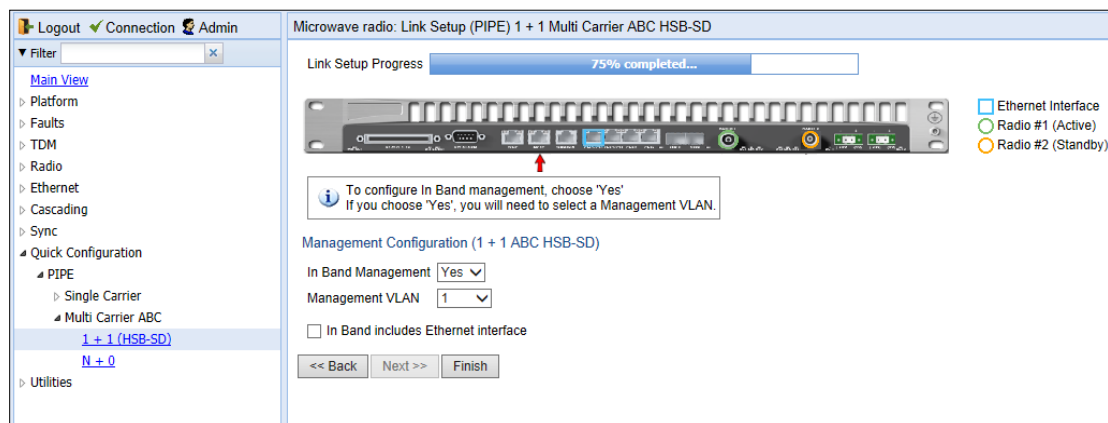 Logout Connection Admin
Filter
Main View
Platform
Faults
TDM
Radio
Ethernet
Cascading
Sync
Quick Configuration
PIPE
Single Carrier
Multi Carrier ABC
1 + 1 (HSB-SD)
N + 0
Utilities
Microwave radio: Link Setup (PIPE) 1 + 1 Multi Carrier ABC HSB-SD
Link Setup Progress 75% completed...
Ethernet Interface
Radio #1 (Active)
Radio #2 (Standby)
To configure In Band management, choose 'Yes'
If you choose 'Yes', you will need to select a Management VLAN.
Management Configuration (1 + 1 ABC HSB-SD)
In Band Management Yes
Management VLAN 1
In Band includes Ethernet interface
<< Back Next >> Finish